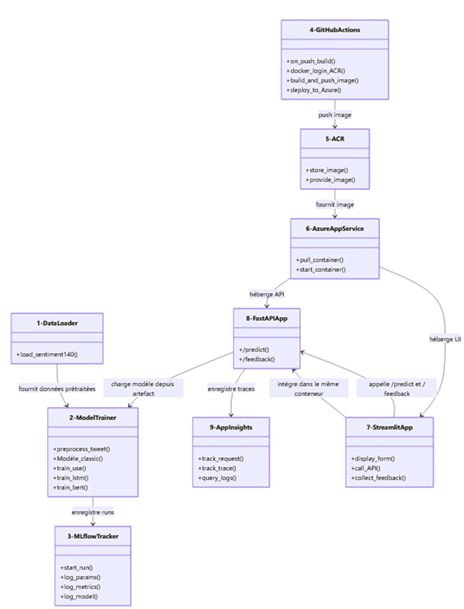 4-GitHubActions
+on_push_build()
+docker_login_ACR()
+build_and_push_image()
+deploy_to_Azure()
push image
5-ACR
+store_image()
+provide_image()
fournit image
6-AzureAppService
+pull_container()
+start_container()
héberge API
8-FastAPIApp
+/predict()
+/feedback()
héberge UI
1-DataLoader
+load_sentiment140()
fournit données prétraitées
charge modèle depuis
artefact
enregistre traces
intègre dans le même
conteneur
appelle /predict et /
feedback
2-ModelTrainer
+preprocess_tweet()
+Modèle_classic()
+train_use()
+train_lstm()
+train_bert()
9-AppInsights
+track_request()
+track_trace()
+query_logs()
7-StreamlitApp
+display_form()
+call_API()
+collect_feedback()
enregistre runs
3-MLflowTracker
+start_run()
+log_params()
+log_metrics()
+log_model()